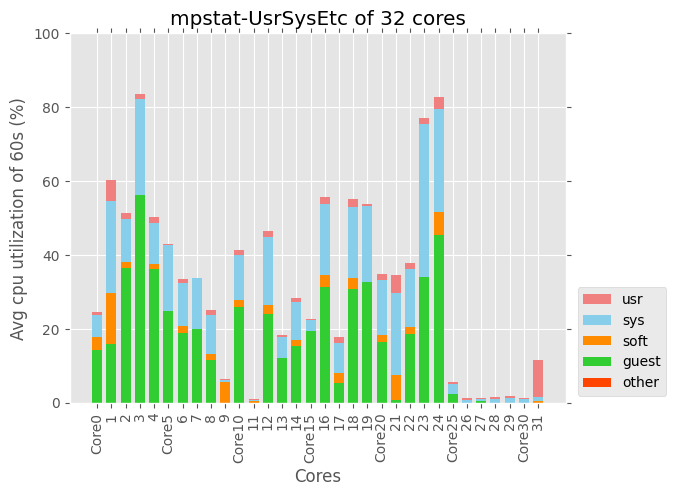 mpstat-UsrSysEtc of 32 cores
Avg cpu utilization of 60s (%)
100
80
60
40
20
0
Core0
1
2
3
4
Core5
6
7
8
9
Core10
11
12
13
14
Core15
16
17
18
19
Core20
21
22
23
24
Core25
26
27
28
29
Core30
31
Cores
usr
sys
soft
guest
other